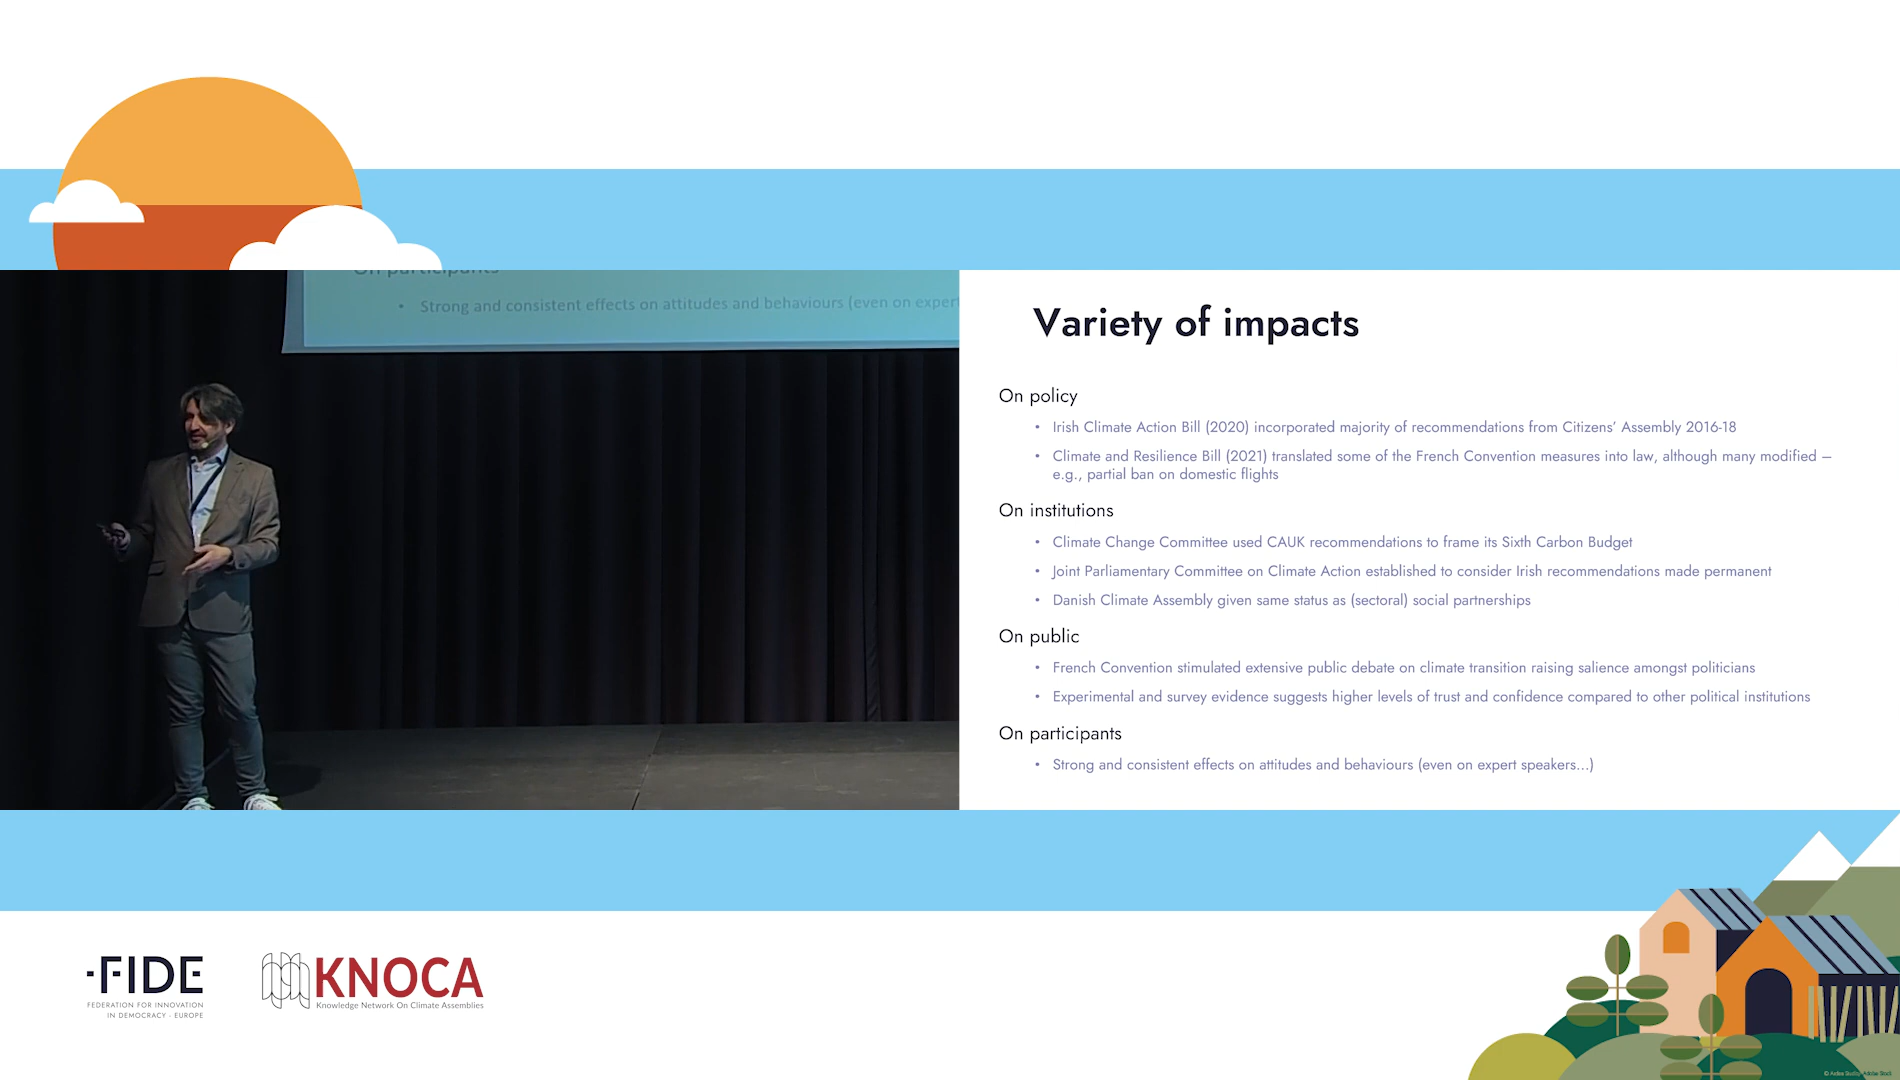 On participants
• Strong and consistent effects on attitudes and behaviours (even on exper
Variety of impacts
On policy
• Irish Climate Action Bill (2020) incorporated majority of recommendations from Citizens’ Assembly 2016-18
• Climate and Resilience Bill (2021) translated some of the French Convention measures into law, although many modified –
e.g., partial ban on domestic flights
On institutions
• Climate Change Committee used CAUK recommendations to frame its Sixth Carbon Budget
• Joint Parliamentary Committee on Climate Action established to consider Irish recommendations made permanent
• Danish Climate Assembly given same status as (sectoral) social partnerships
On public
• French Convention stimulated extensive public debate on climate transition raising salience amongst politicians
• Experimental and survey evidence suggests higher levels of trust and confidence compared to other political institutions
On participants
• Strong and consistent effects on attitudes and behaviours (even on expert speakers...)
·FIDE
FEDERATION FOR INNOVATION
IN DEMOCRACY - EUROPE
KNOCA
Knowledge Network On Climate Assemblies